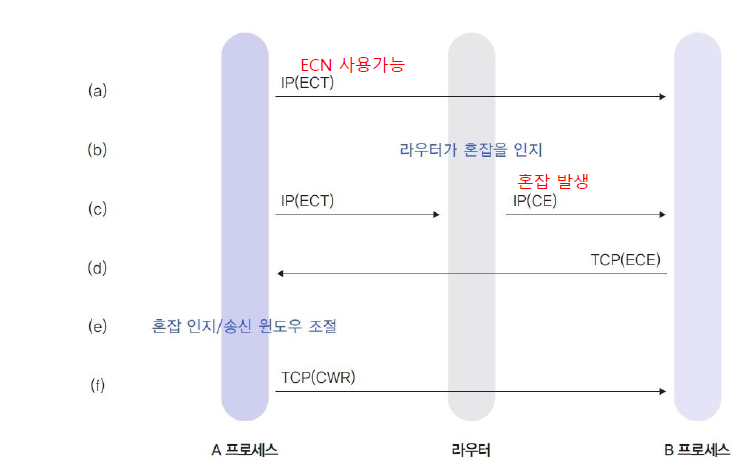 ECN 사용가능
(a) IP(ECT)
(b) 라우터가 혼잡을 인지
혼잡 발생
(c) IP(ECT) IP(CE)
(d) TCP(ECE)
(e) 혼잡 인지/송신 윈도우 조절
(f) TCP(CWR)
A 프로세스 라우터 B 프로세스